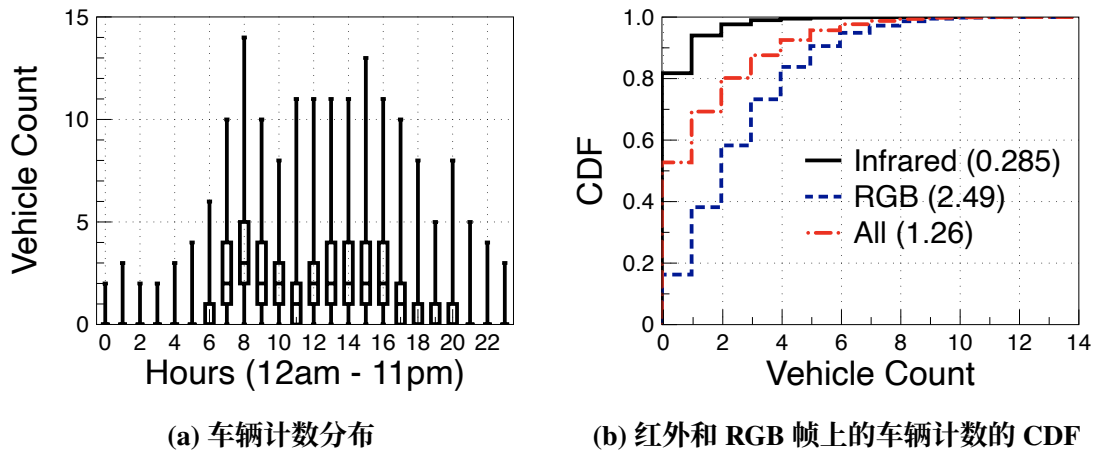 Vehicle Count
15
10
5
0
0 2 4 6 8 10 12 14 16 18 20 22
Hours (12am - 11pm)
(a) 车辆计数分布
CDF
1.0
0.8
0.6
0.4
0.2
0
Infrared (0.285)
RGB (2.49)
All (1.26)
0 2 4 6 8 10 12 14
Vehicle Count
(b) 红外和 RGB 帧上的车辆计数的 CDF